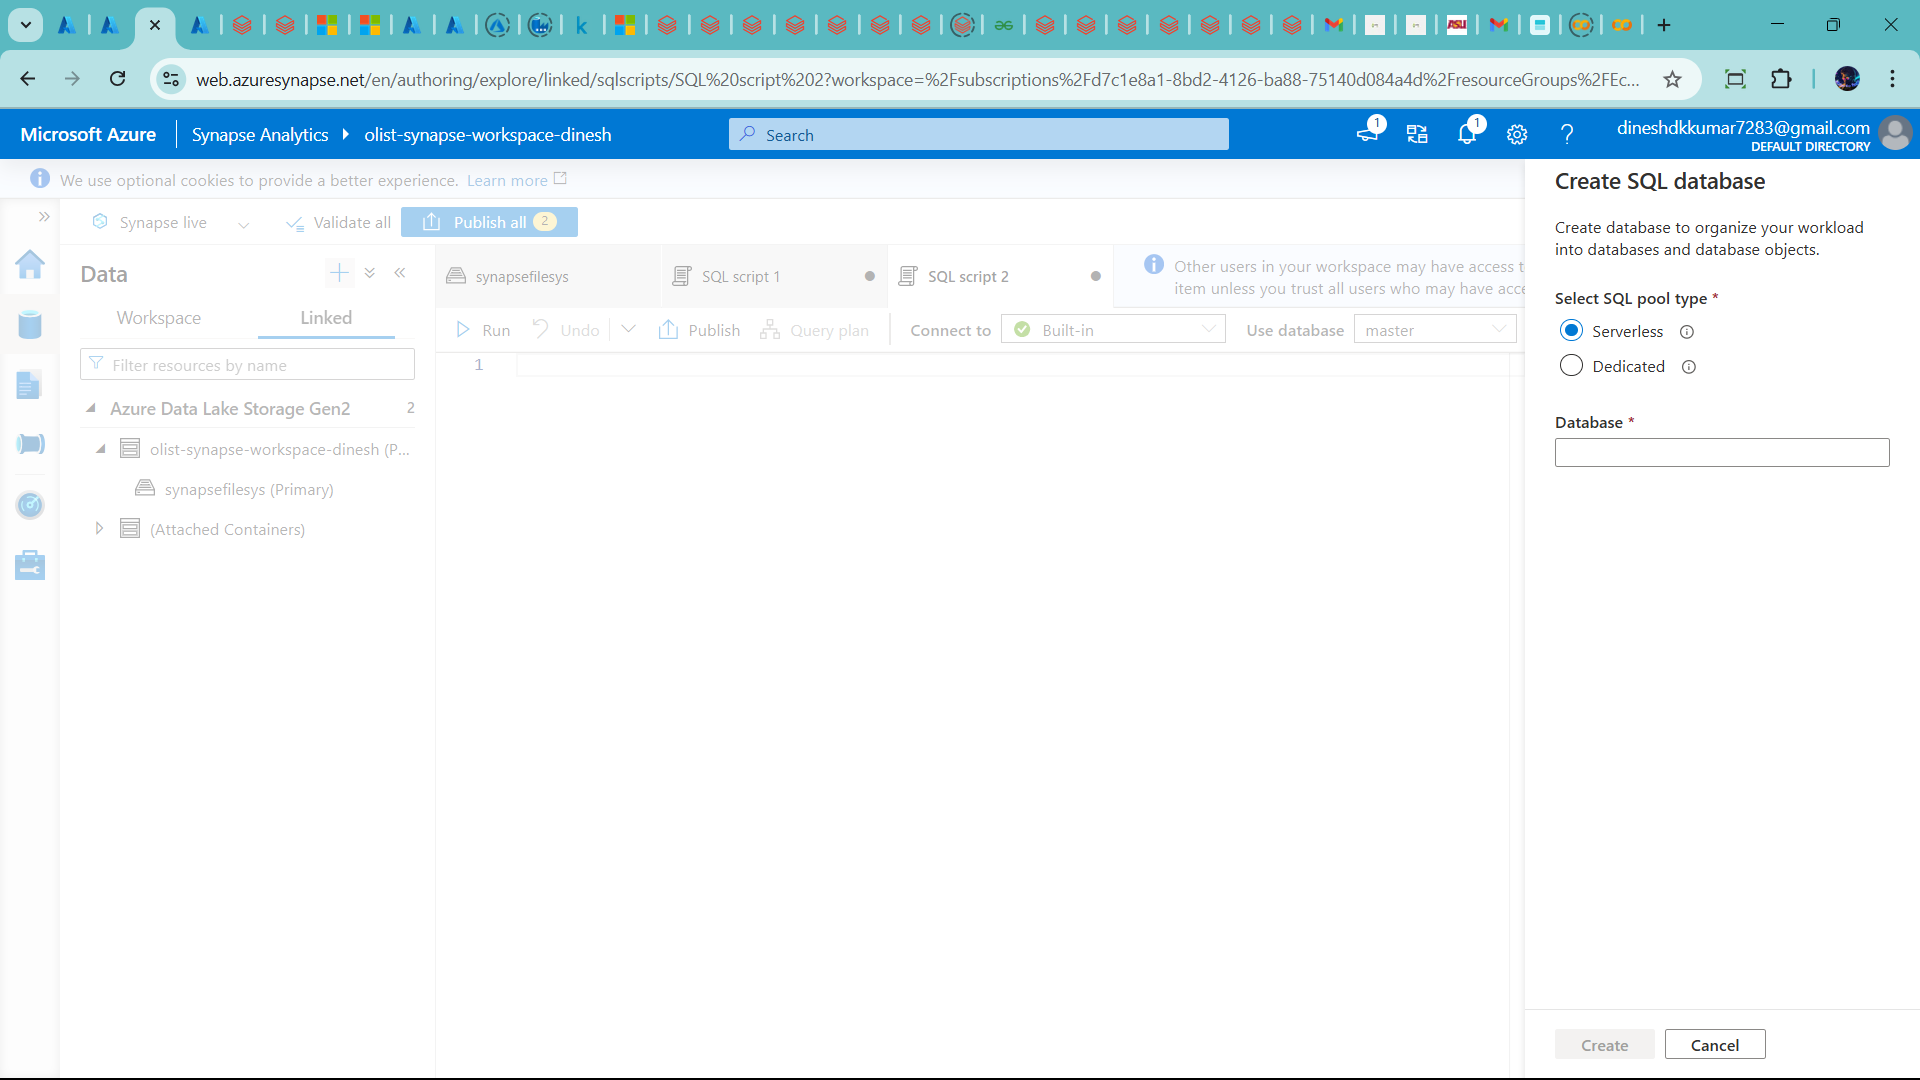 web.azuresynapse.net/en/authoring/explore/linked/sqlscripts/SQL%20script%202?workspace=%2Fsubscriptions%2Fd7c1e8a1-8bd2-4126-ba88-75140d084a4d%2FresourceGroups%2FEc...
Microsoft Azure
Synapse Analytics
olist-synapse-workspace-dinesh
Search
1
1
dineshdkkumar7283@gmail.com
DEFAULT DIRECTORY
We use optional cookies to provide a better experience. Learn more
Synapse live
Validate all
Publish all 2
Data
Workspace
Linked
Filter resources by name
Azure Data Lake Storage Gen2 2
olist-synapse-workspace-dinesh (P...
synapsefilesys (Primary)
(Attached Containers)
synapsefilesys
SQL script 1
SQL script 2
Other users in your workspace may have access t
item unless you trust all users who may have acce
Run
Undo
Publish
Query plan
Connect to
Built-in
Use database
master
1
Create SQL database
Create database to organize your workload
into databases and database objects.
Select SQL pool type *
Serverless
Dedicated
Database *
Create
Cancel